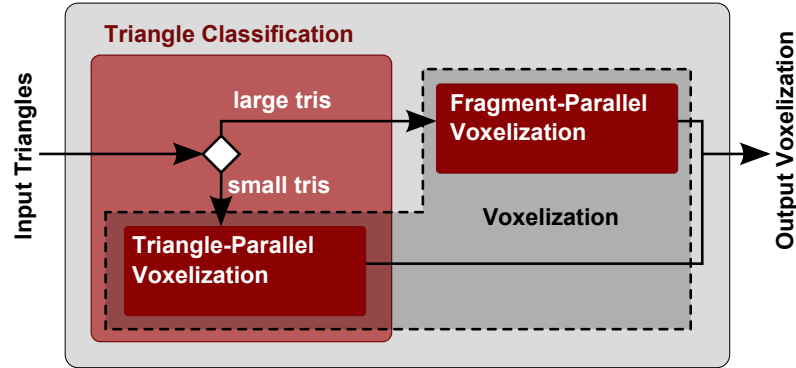 Triangle Classification
Input Triangles
large tris
small tris
Fragment-Parallel
Voxelization
Voxelization
Triangle-Parallel
Voxelization
Output Voxelization